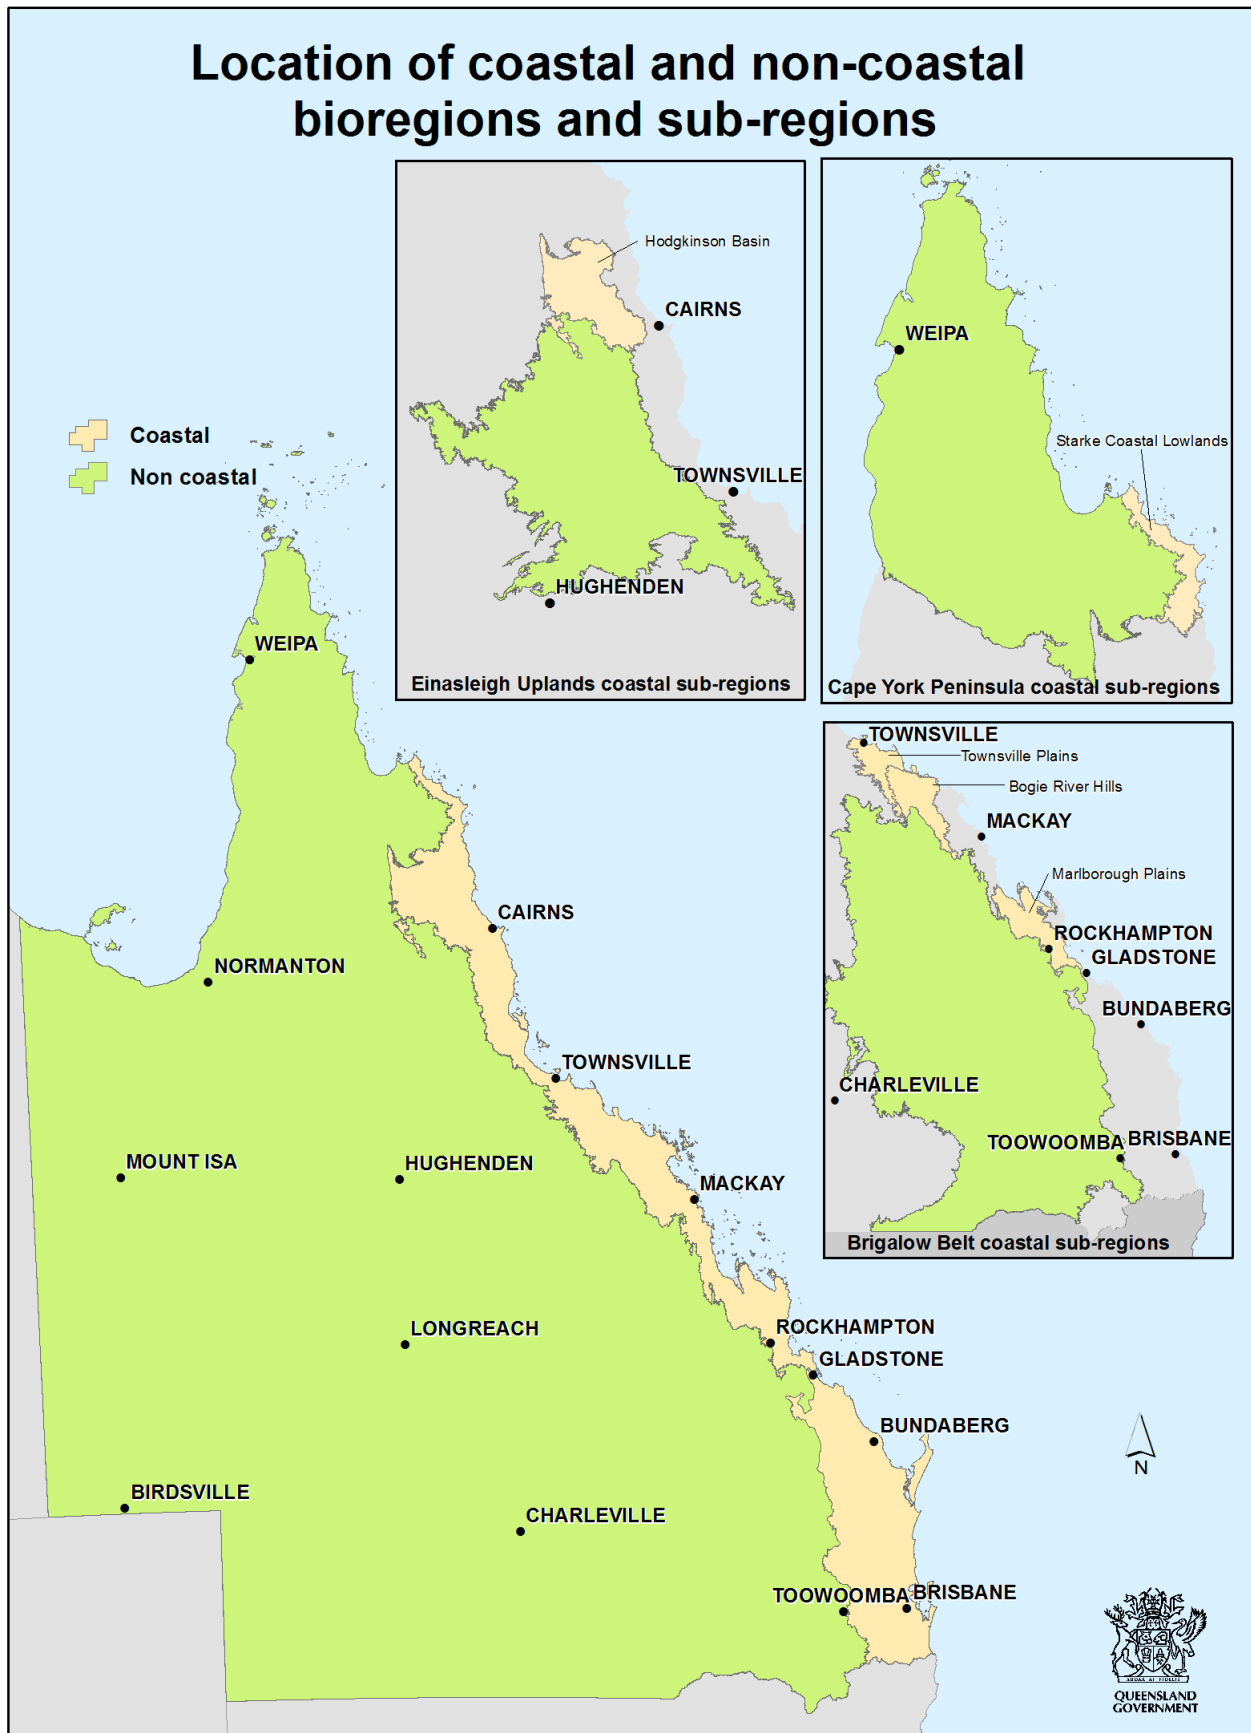 Location of coastal and non-coastal
bioregions and sub-regions
Hodgkinson Basin
CAIRNS
TOWNSVILLE
HUGHENDEN
Einasleigh Uplands coastal sub-regions
WEIPA
Starke Coastal Lowlands
Cape York Peninsula coastal sub-regions
Coastal
Non coastal
TOWNSVILLE
Townsville Plains
Bogie River Hills
MACKAY
Marlborough Plains
ROCKHAMPTON
GLADSTONE
BUNDABERG
CHARLEVILLE
TOOWOOMBA
BRISBANE
Brigalow Belt coastal sub-regions
WEIPA
CAIRNS
NORMANTON
TOWNSVILLE
MOUNT ISA
HUGHENDEN
MACKAY
LONGREACH
ROCKHAMPTON
GLADSTONE
BUNDABERG
BIRDSVILLE
CHARLEVILLE
TOOWOOMBA
BRISBANE
N
QUEENSLAND
GOVERNMENT